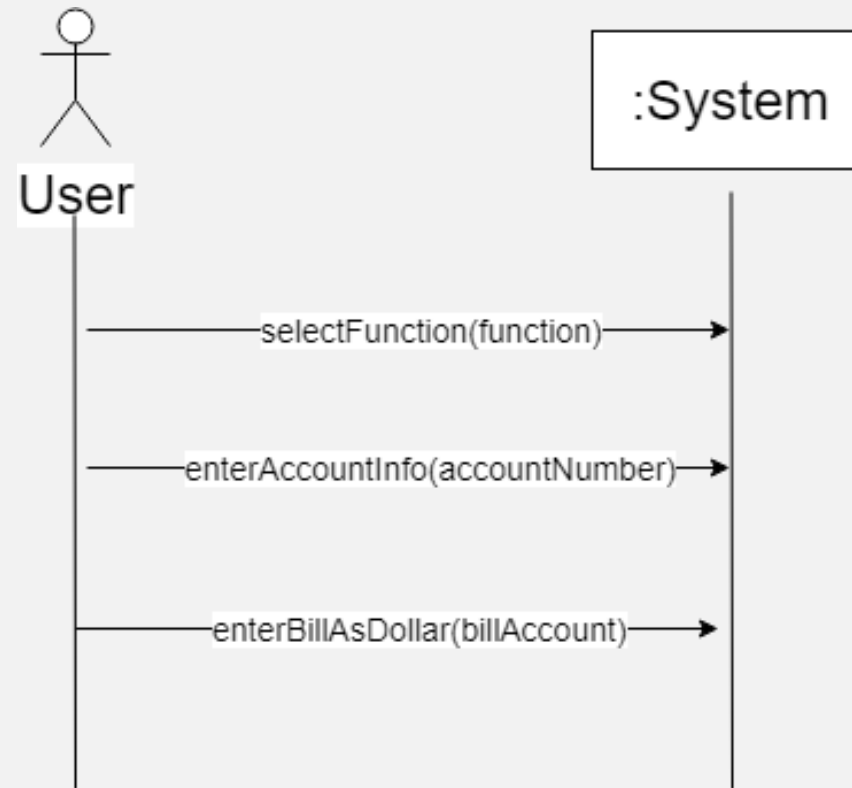 User
:System
selectFunction(function)
enterAccountInfo(accountNumber)
enterBillAsDollar(billAccount)